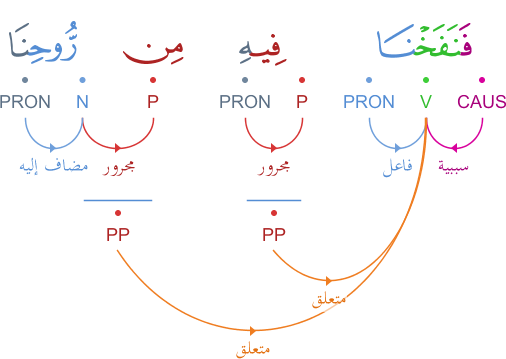 فَنَفَخْنَا فِيهِ مِن رُّوحِنَا
CAUS V PRON P PRON P N PRON
سببية فاعل مجرور مجرور مضاف إليه
PP PP
متعلق
متعلق